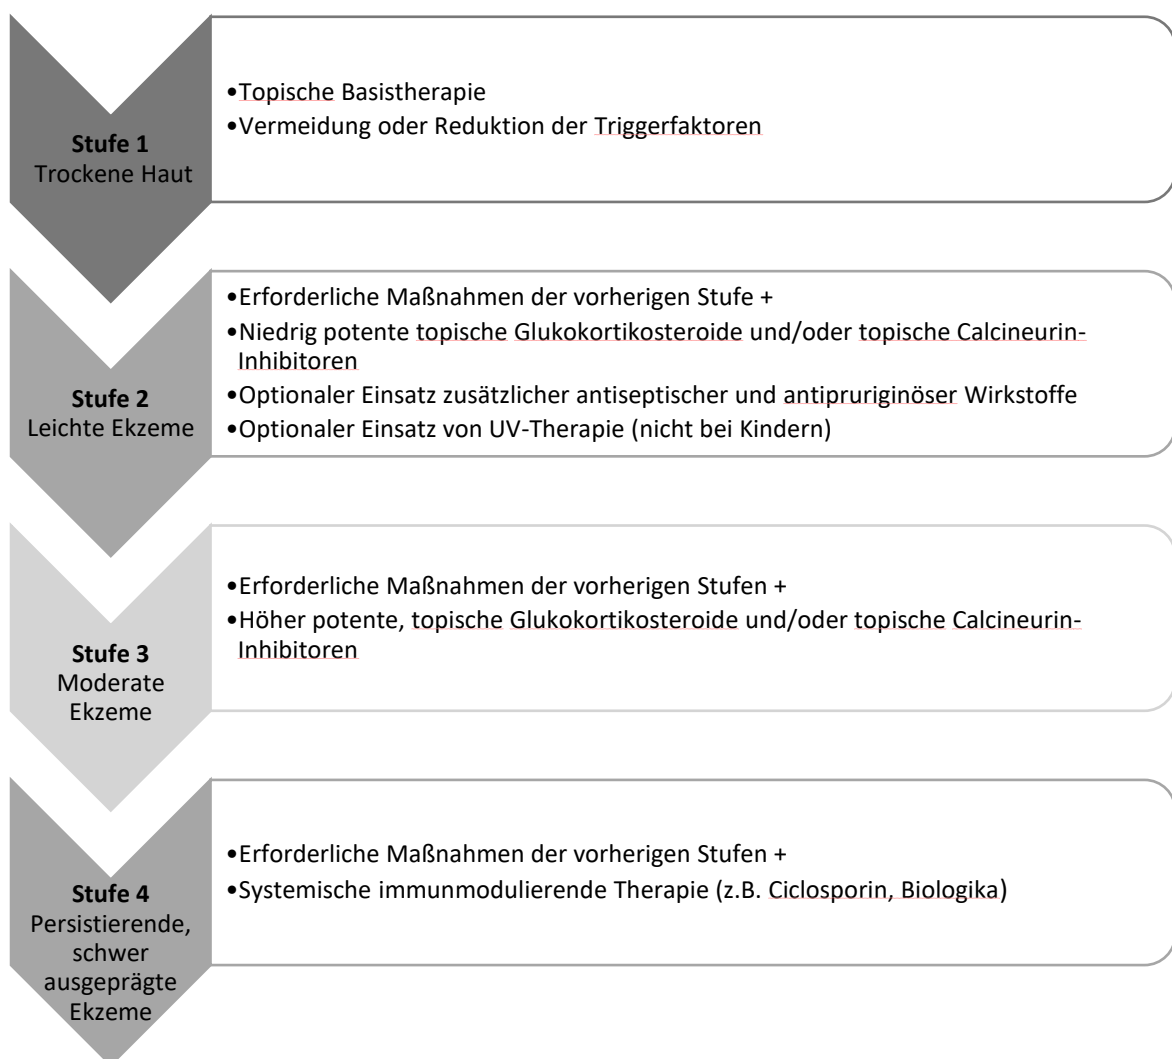 Stufe 1
Trockene Haut
•Topische Basistherapie
•Vermeidung oder Reduktion der Triggerfaktoren
Stufe 2
Leichte Ekzeme
•Erforderliche Maßnahmen der vorherigen Stufe +
•Niedrig potente topische Glukokortikosteroide und/oder topische Calcineurin-
Inhibitoren
•Optionaler Einsatz zusätzlicher antiseptischer und antipruriginöser Wirkstoffe
•Optionaler Einsatz von UV-Therapie (nicht bei Kindern)
Stufe 3
Moderate
Ekzeme
•Erforderliche Maßnahmen der vorherigen Stufen +
•Höher potente, topische Glukokortikosteroide und/oder topische Calcineurin-
Inhibitoren
Stufe 4
Persistierende,
schwer
ausgeprägte
Ekzeme
•Erforderliche Maßnahmen der vorherigen Stufen +
•Systemische immunmodulierende Therapie (z.B. Ciclosporin, Biologika)